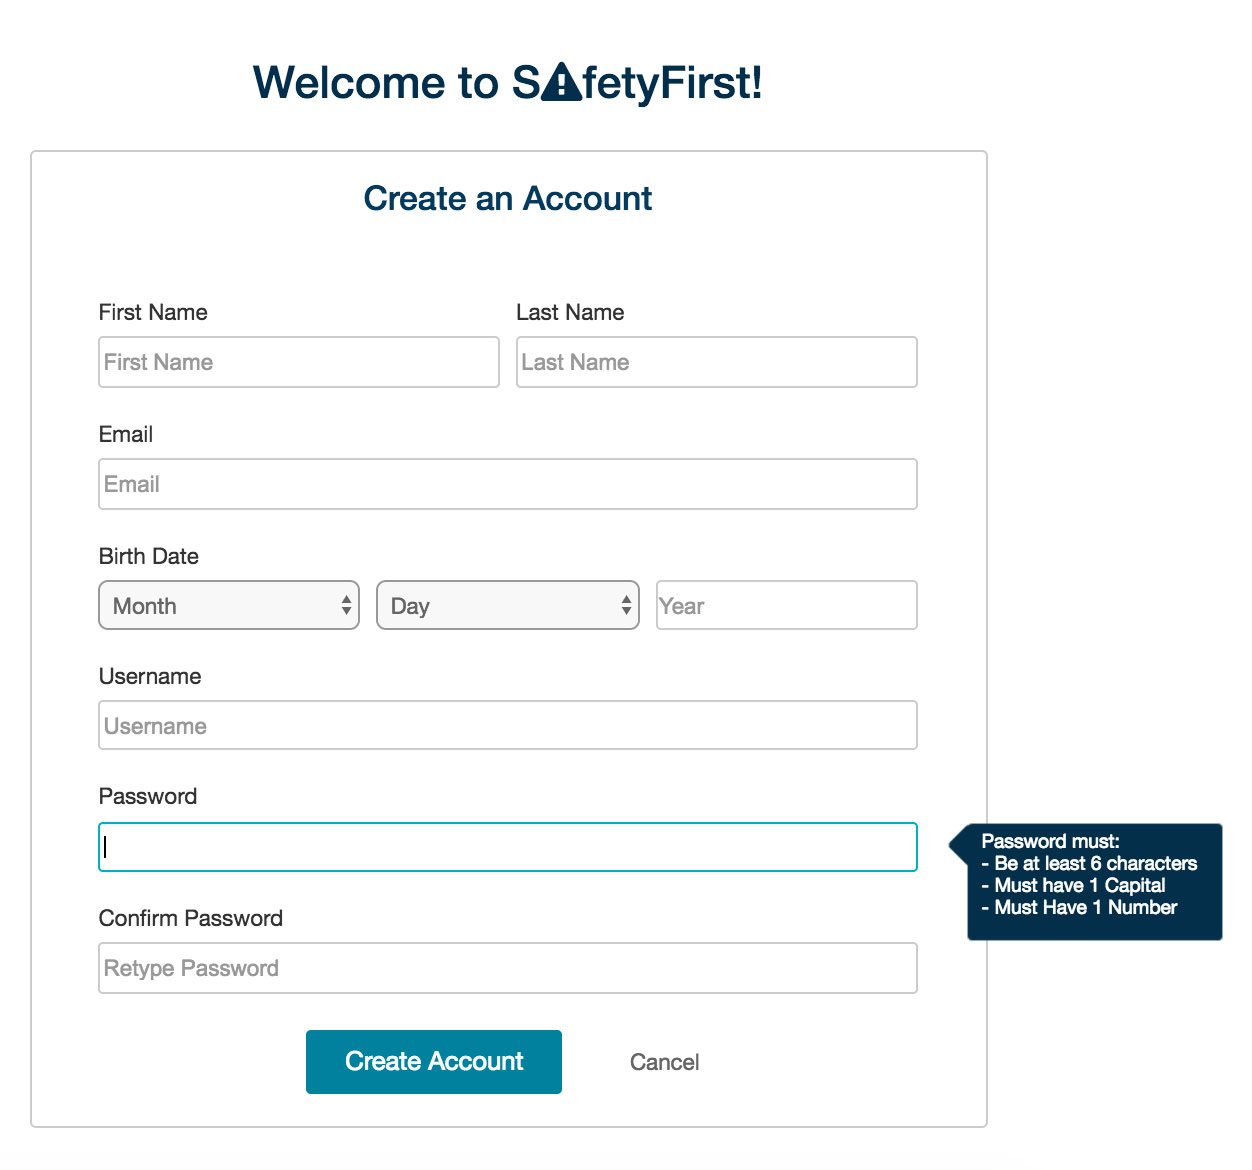 Welcome to SafetyFirst!
Create an Account
First Name
Last Name
First Name
Last Name
Email
Email
Birth Date
Month
Day
Year
Username
Username
Password
Password must:
- Be at least 6 characters
- Must have 1 Capital
- Must Have 1 Number
Confirm Password
Retype Password
Create Account
Cancel